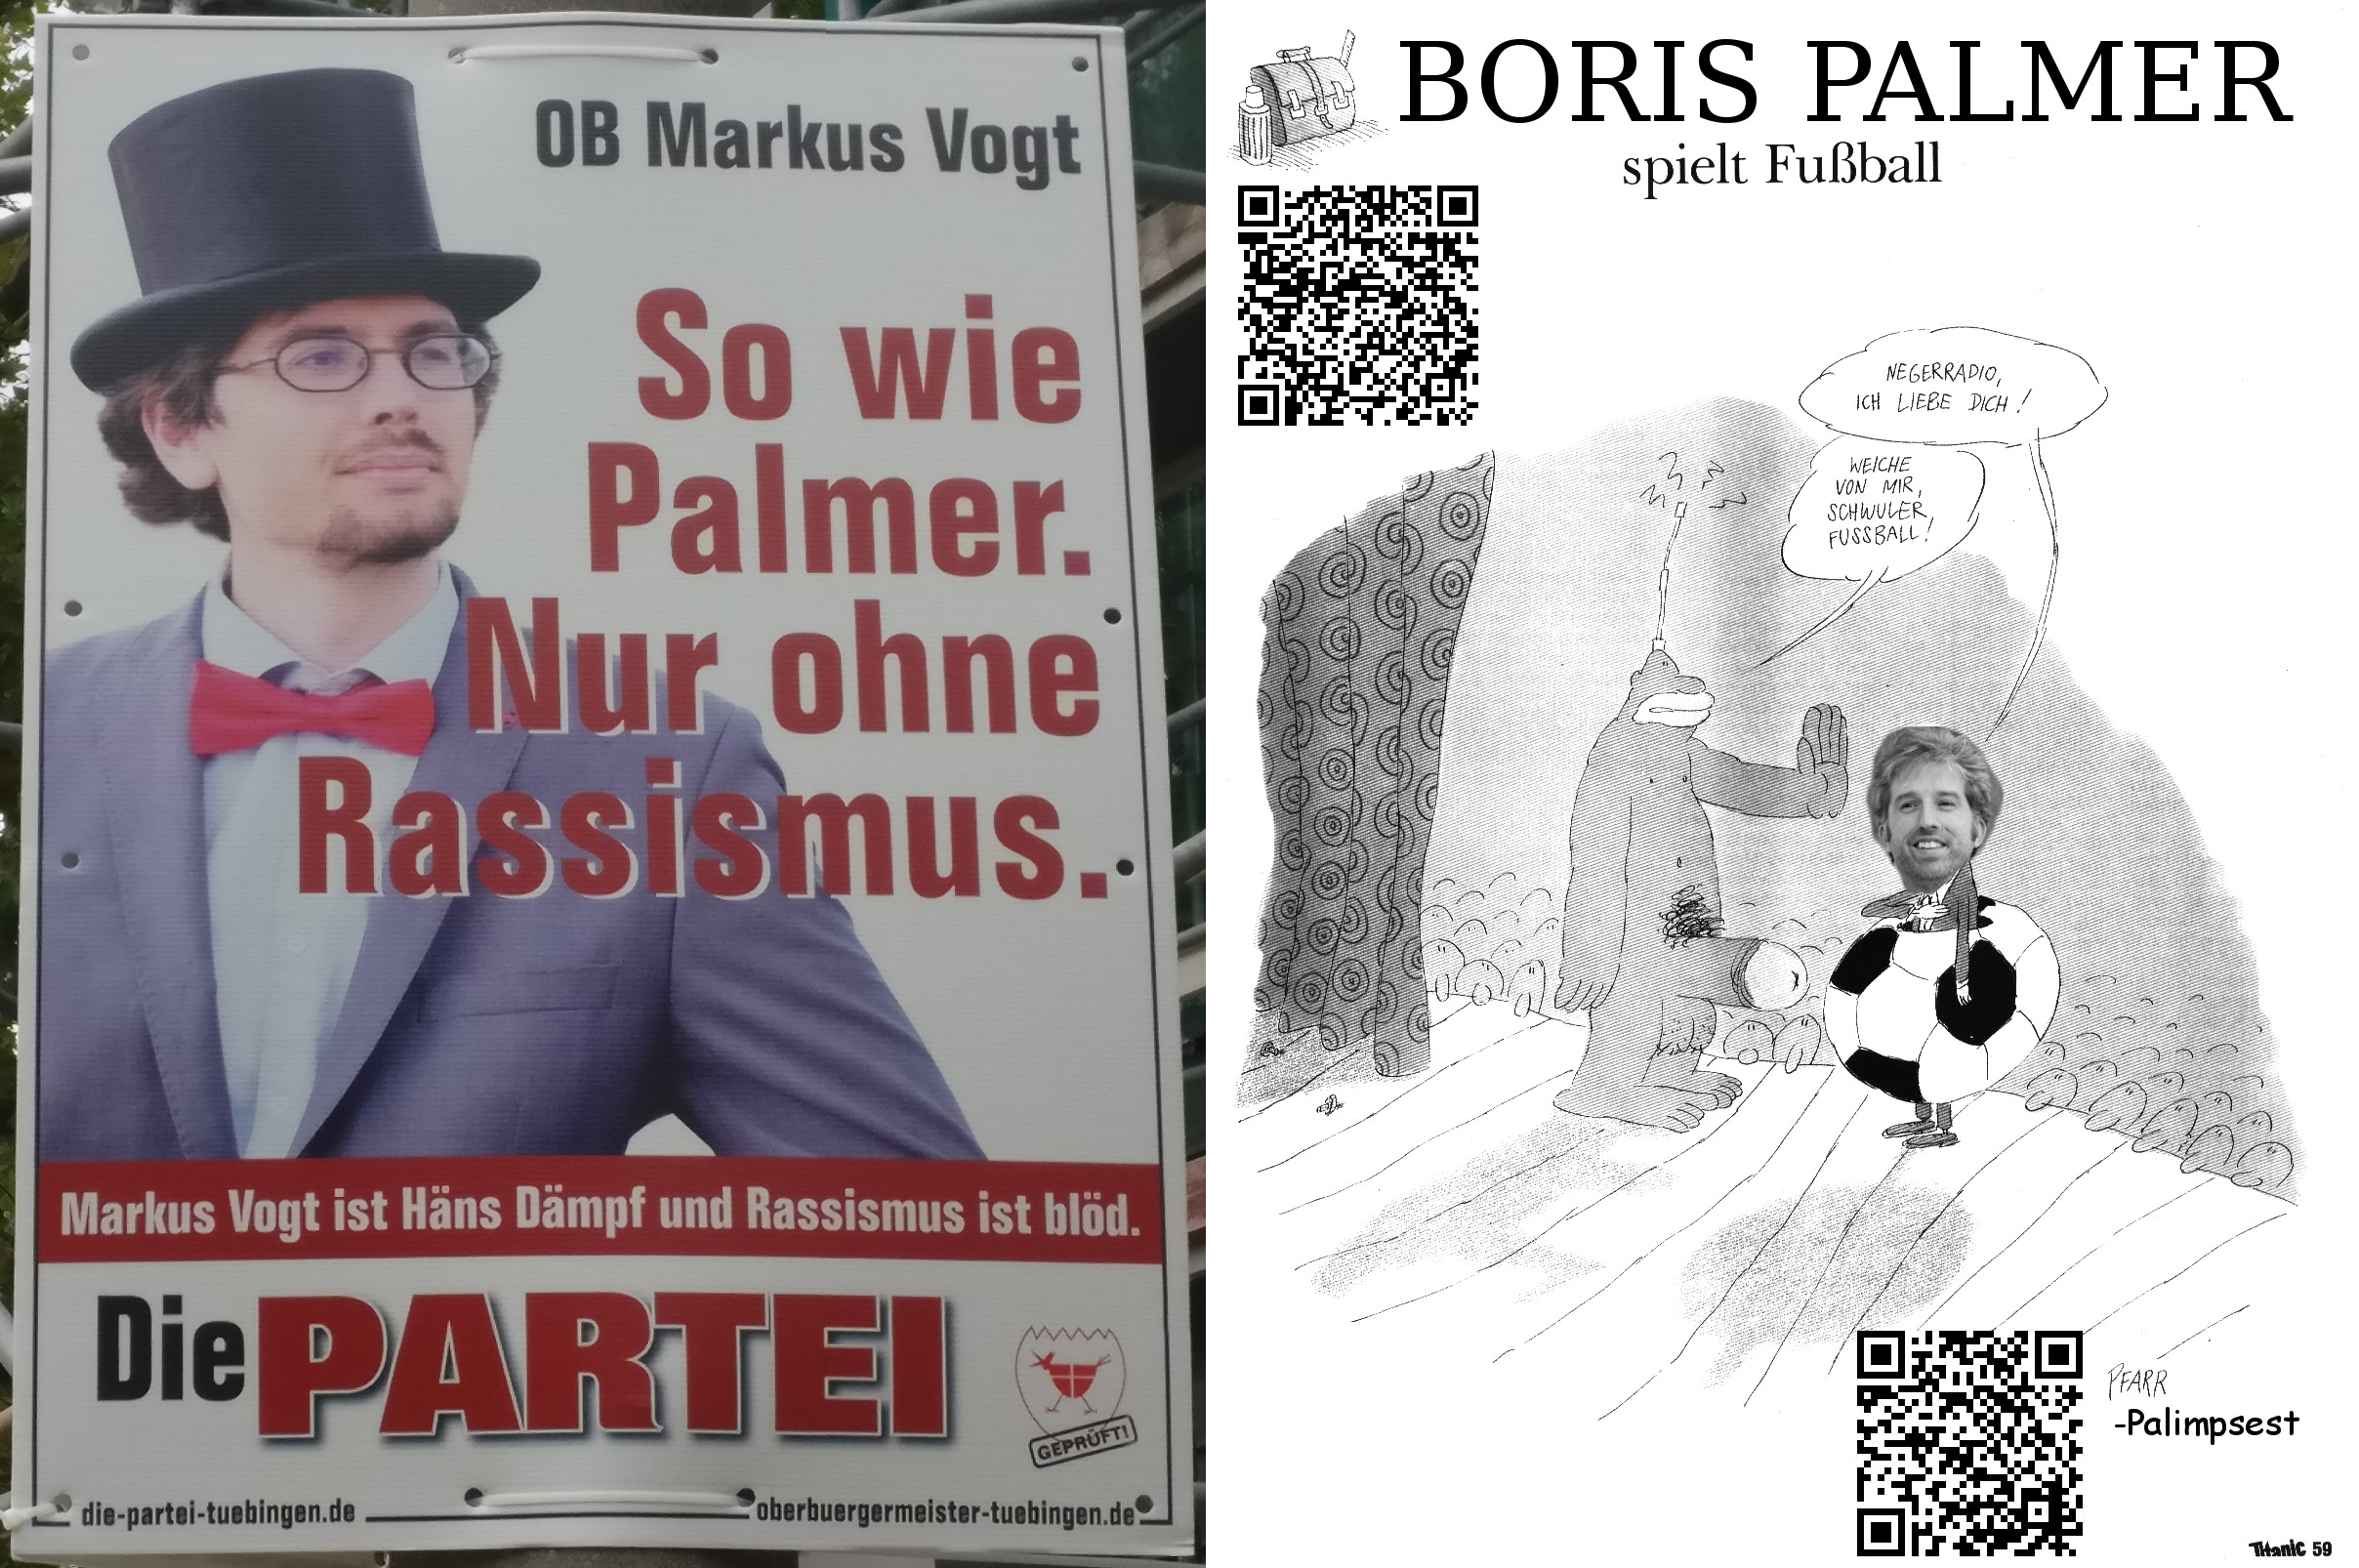 OB Markus Vogt
So wie
Palmer.
Nur ohne
Rassismus.
Markus Vogt ist Häns Dämpf und Rassismus ist blöd.
Die PARTEI
GEPRÜFT!
die-partei-tuebingen.de
oberbuergermeister-tuebingen.de
BORIS PALMER
spielt Fußball
NEGERRADIO,
ICH LIEBE DICH!
WEICHE
VON MIR,
SCHWULER
FUSSBALL!
PFARR
-Palimpsest
Titanic 59